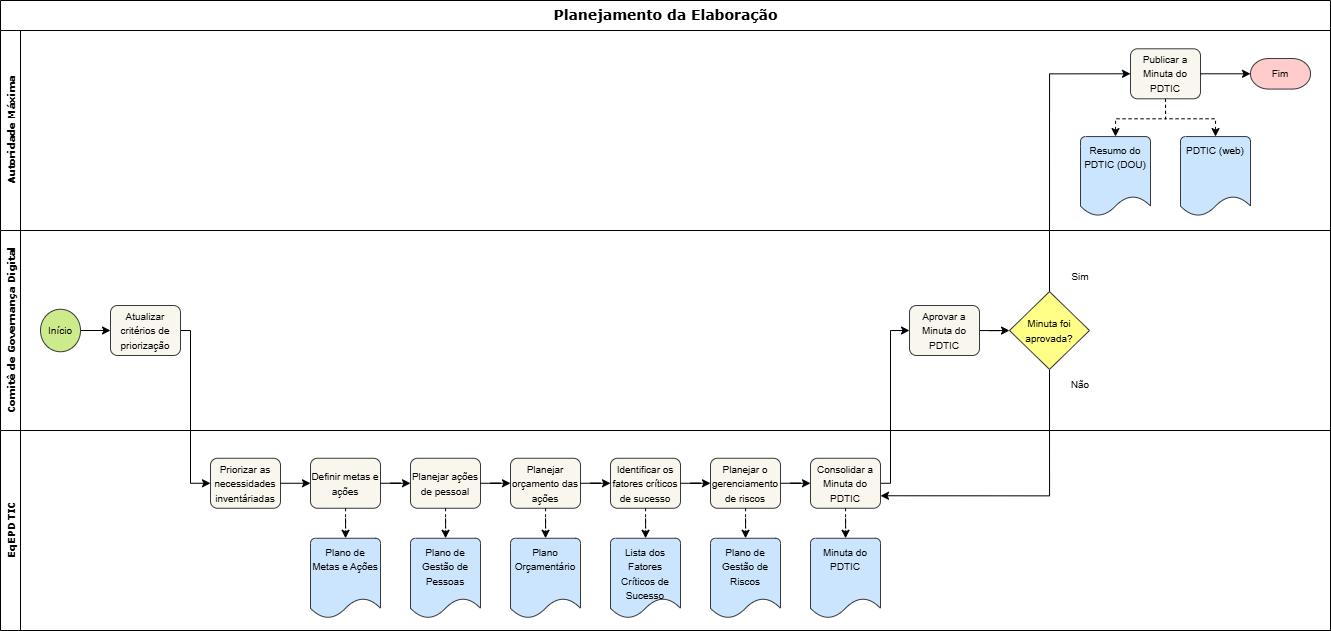 Planejamento da Elaboração
Autoridade Máxima
Publicar a
Minuta do
PDTIC
Fim
Resumo do
PDTIC (DOU)
PDTIC (web)
Comitê de Governança Digital
Início
Atualizar
critérios de
priorização
Aprovar a
Minuta do
PDTIC
Minuta foi
aprovada?
Sim
Não
EqEPDTIC
Priorizar as
necessidades
inventáriadas
Definir metas e
ações
Planejar ações
de pessoal
Planejar
orçamento das
ações
Identificar os
fatores críticos
de sucesso
Planejar o
gerenciamento
de riscos
Consolidar a
Minuta do
PDTIC
Plano de
Metas e Ações
Plano de
Gestão de
Pessoas
Plano
Orçamentário
Lista dos
Fatores
Críticos de
Sucesso
Plano de
Gestão de
Riscos
Minuta do
PDTIC